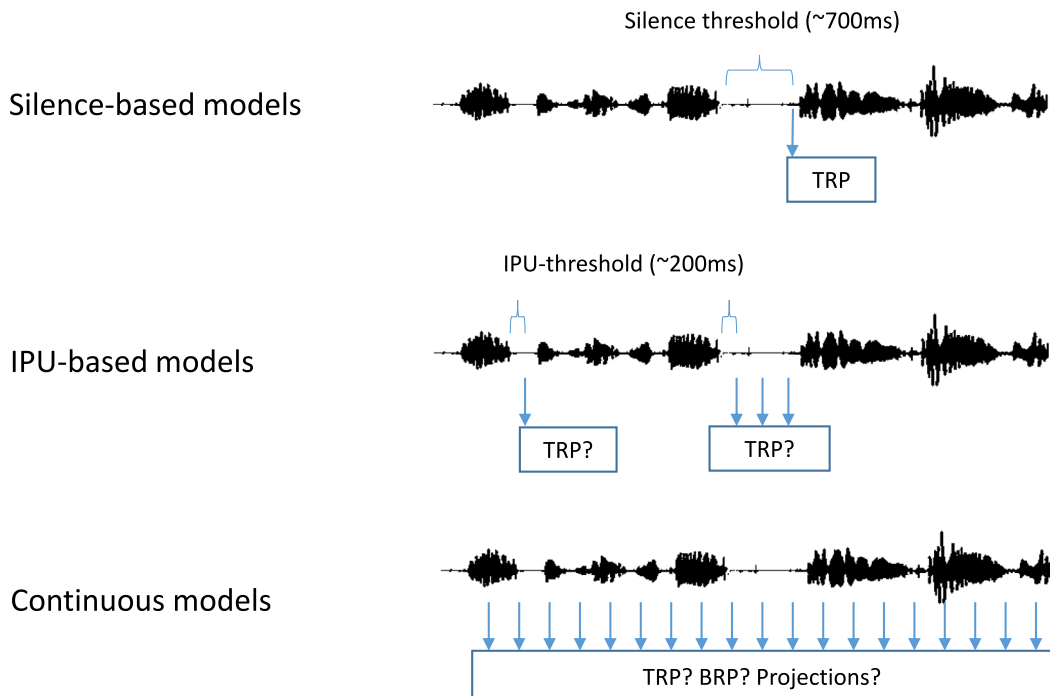 Silence threshold (~700ms)
Silence-based models
TRP
IPU-threshold (~200ms)
IPU-based models
TRP?
TRP?
Continuous models
TRP? BRP? Projections?